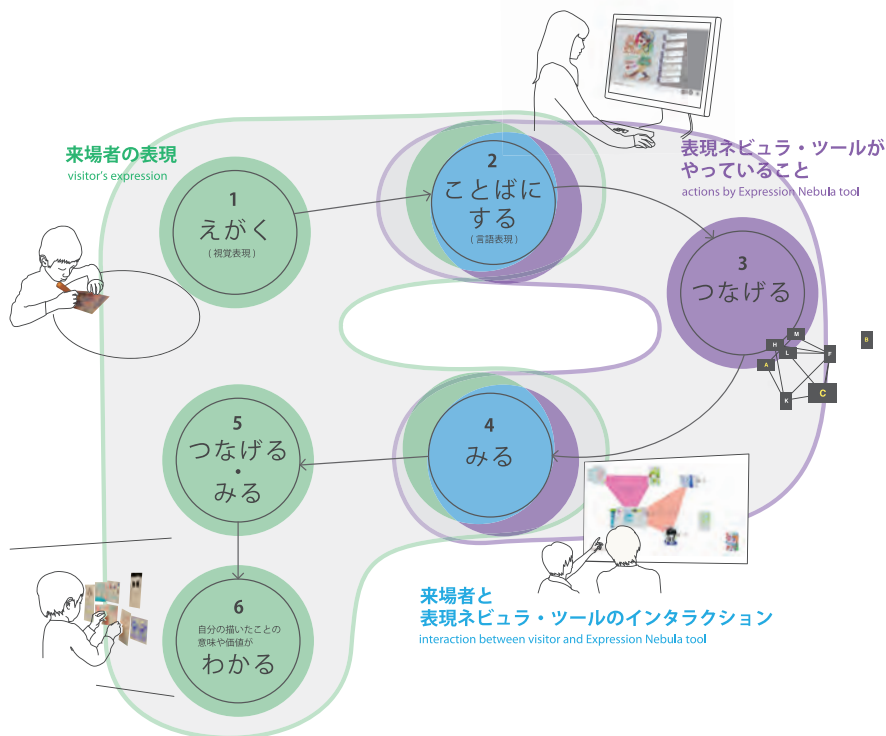 来場者の表現
visitor's expression
1
えがく
( 視覚表現 )
2
ことばに
する
( 言語表現 )
表現ネビュラ・ツールが
やっていること
actions by Expression Nebula tool
3
つなげる
M
H
L
F
B
A
K
C
4
みる
5
つなげる
・
みる
6
自分の描いたことの
意味や価値が
わかる
来場者と
表現ネビュラ・ツールのインタラクション
interaction between visitor and Expression Nebula tool